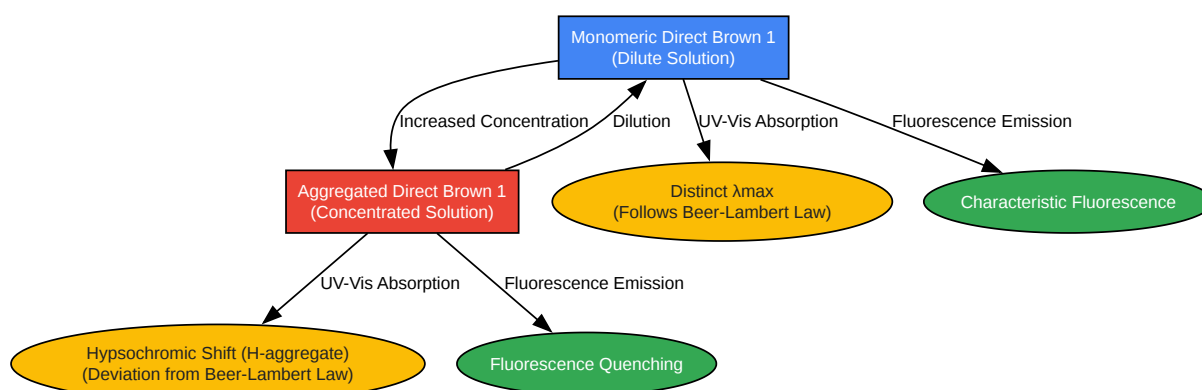 Monomeric Direct Brown 1
(Dilute Solution)
Increased Concentration
Dilution
UV-Vis Absorption
Fluorescence Emission
Aggregated Direct Brown 1
(Concentrated Solution)
Distinct λmax
(Follows Beer-Lambert Law)
Characteristic Fluorescence
UV-Vis Absorption
Fluorescence Emission
Hypsochromic Shift (H-aggregate)
(Deviation from Beer-Lambert Law)
Fluorescence Quenching